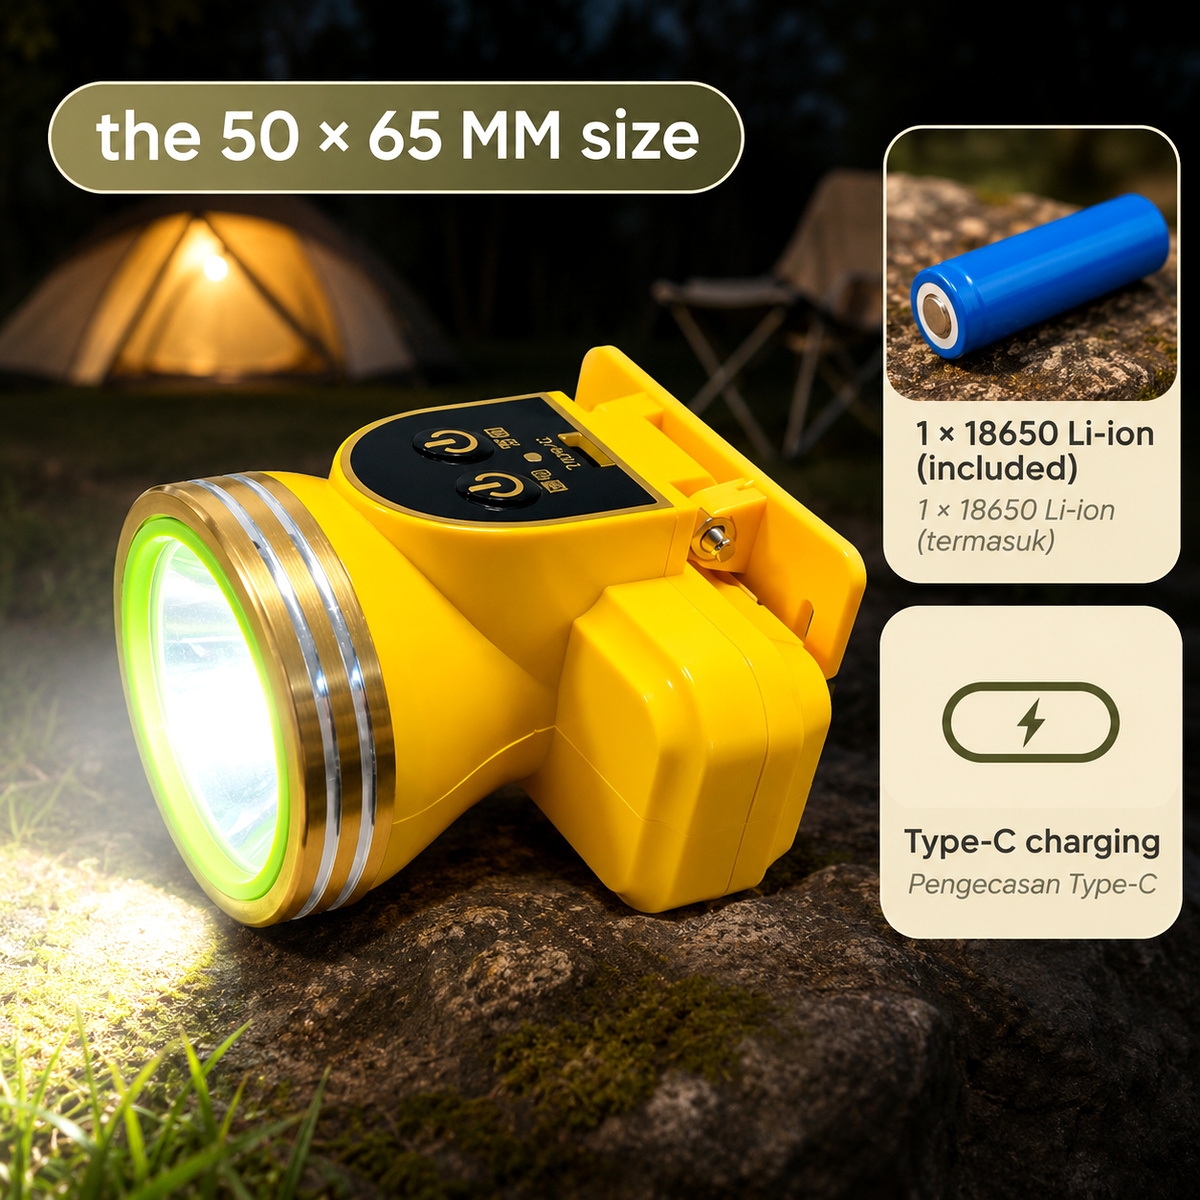 the 50 × 65 MM size
1 × 18650 Li-ion
(included)
1 × 18650 Li-ion
(termasuk)
Type-C charging
Pengecasan Type-C